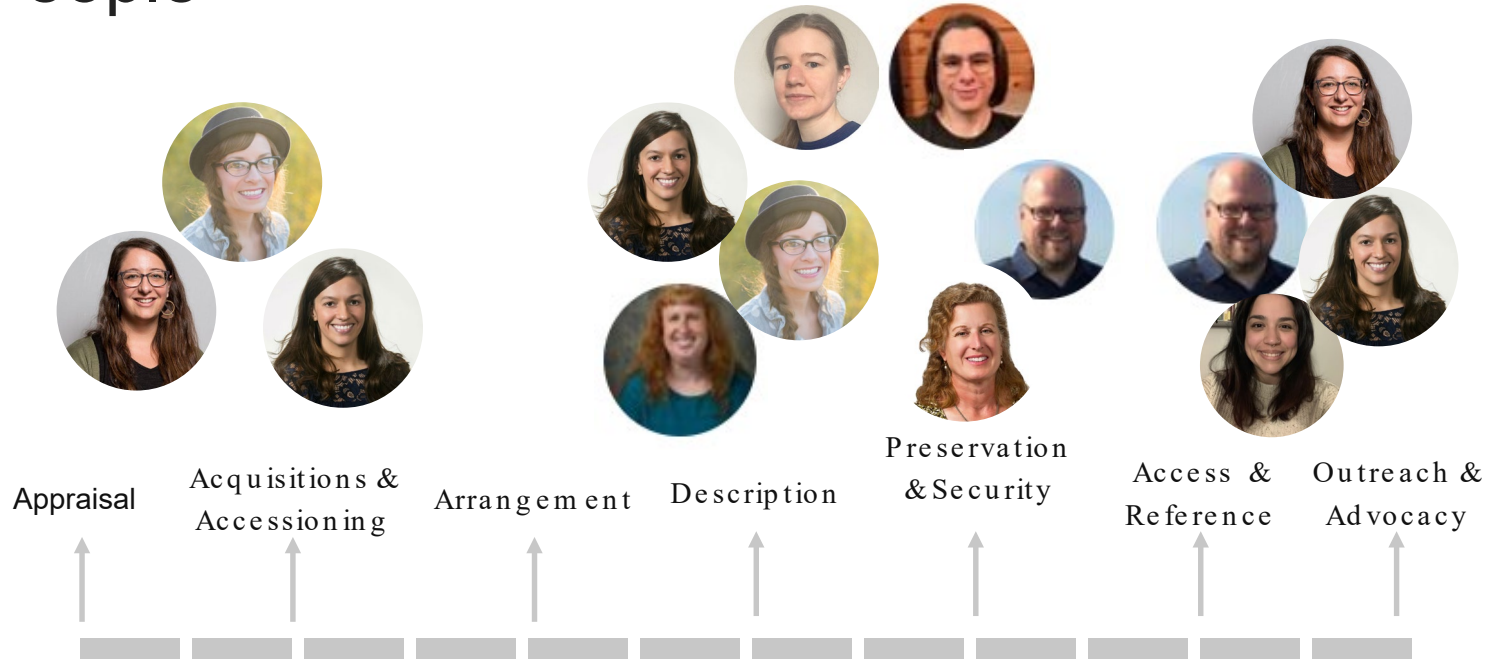 Appraisal
Acquisitions &
Accessioning
Arrangement
Description
Preservation
& Security
Access &
Reference
Outreach &
Advocacy